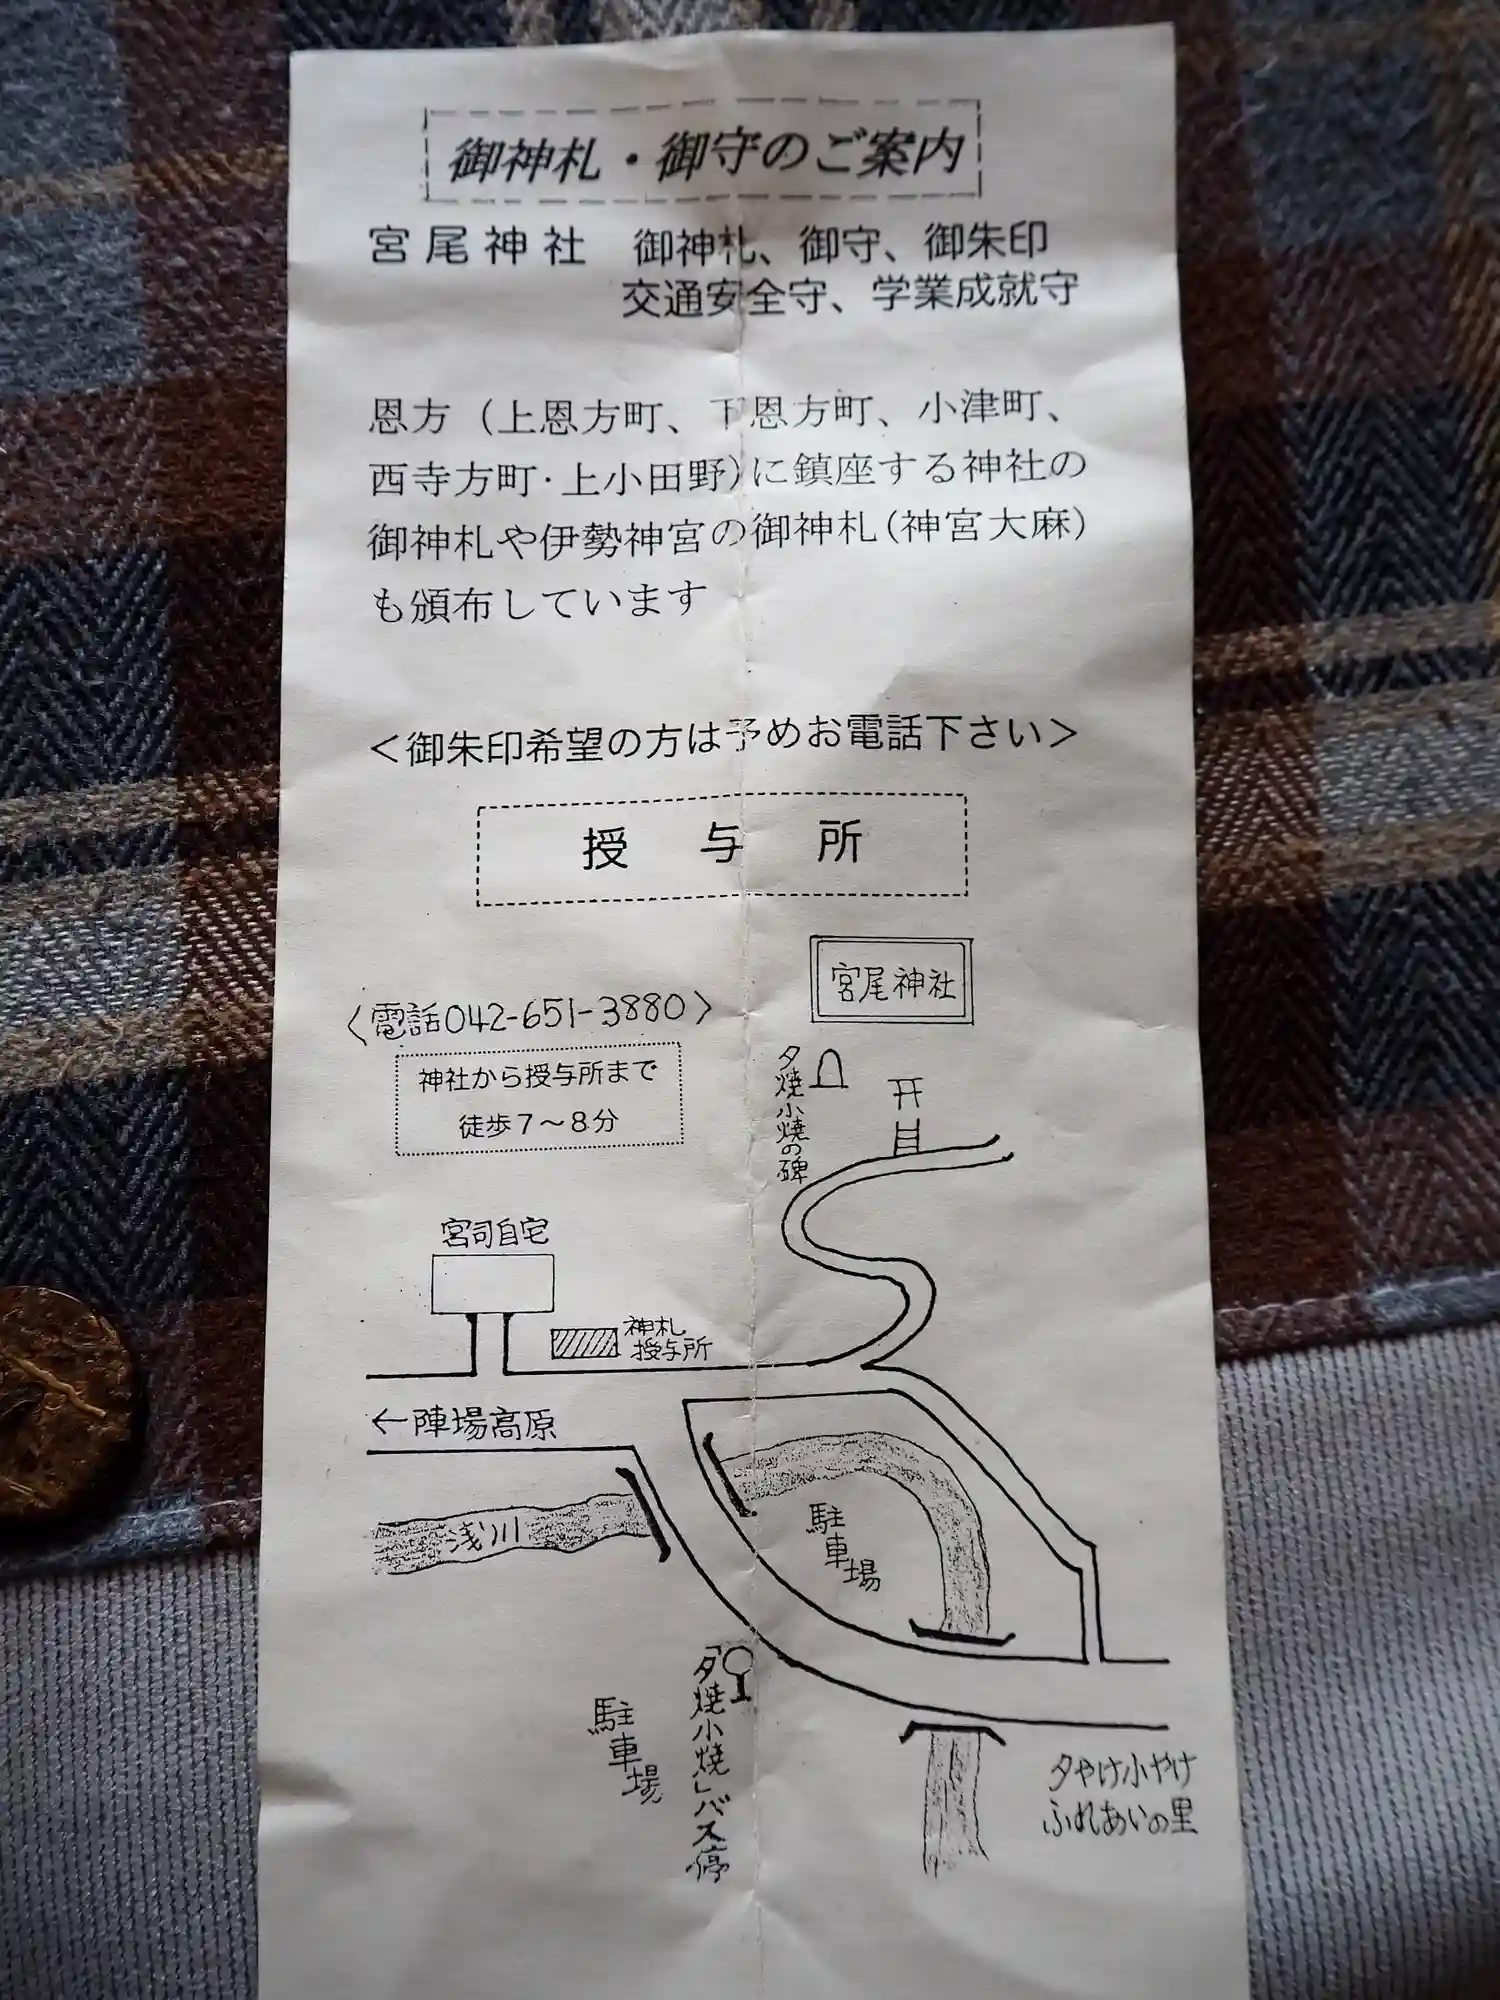 御神札・御守のご案内
宮尾神社 御神札、御守、御朱印
交通安全守、学業成就守
恩方（上恩方町、下恩方町、小津町、
西寺方町・上小田野）に鎮座する神社の
御神札や伊勢神宮の御神札（神宮大麻）
も頒布しています
＜御朱印希望の方は予めお電話下さい＞
授与所
宮尾神社
〈電話042-651-3880〉
神社から授与所まで
徒歩7～8分
夕焼小焼の碑
宮司自宅
神札
授与所
←陣場高原
浅川
駐車場
「夕焼小焼」バス停
駐車場
夕やけ小やけ
ふれあいの里